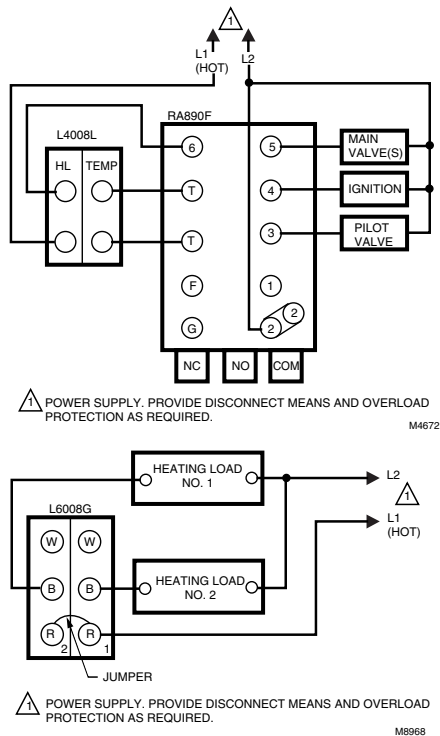 1
L1
(HOT)
L2
RA890F
L4008L
HL TEMP
6
5
MAIN
VALVE(S)
T
4
IGNITION
T
3
PILOT
VALVE
F
1
G
2
2
NC NO COM
1 POWER SUPPLY. PROVIDE DISCONNECT MEANS AND OVERLOAD
PROTECTION AS REQUIRED.
M4672
HEATING LOAD
NO. 1
L2
1
L1
(HOT)
L6008G
W W
B B
HEATING LOAD
NO. 2
R R
2 1
JUMPER
1 POWER SUPPLY. PROVIDE DISCONNECT MEANS AND OVERLOAD
PROTECTION AS REQUIRED.
M8968